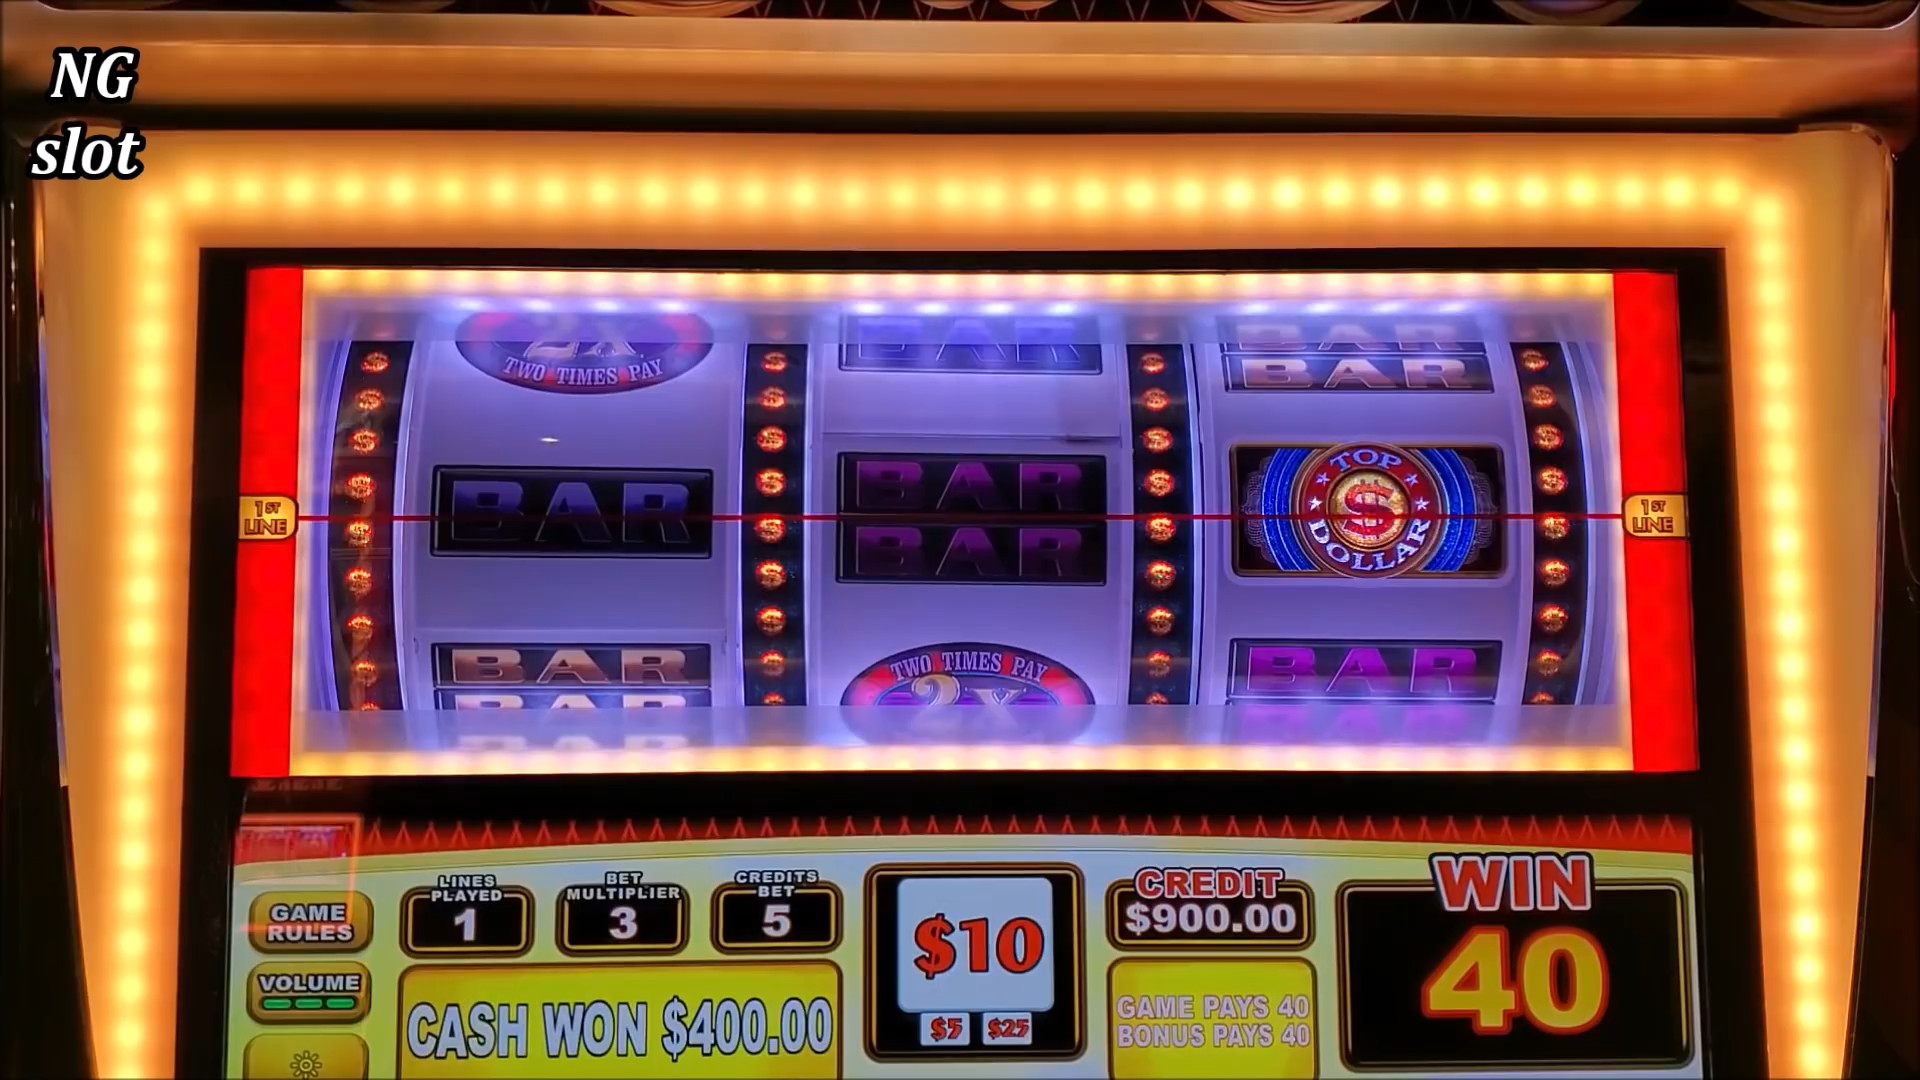 NG
slot
2X
TWO TIMES PAY
BAR
BAR
BAR
BAR
BAR
BAR
TOP
$
DOLLAR
1ST
LINE
1ST
LINE
BAR
BAR
TWO TIMES PAY
2X
BAR
LINES
PLAYED
1
BET
MULTIPLIER
3
CREDITS
BET
5
$10
$5
$25
CREDIT
$900.00
WIN
40
GAME
RULES
VOLUME
CASH WON $400.00
GAME PAYS 40
BONUS PAYS 40